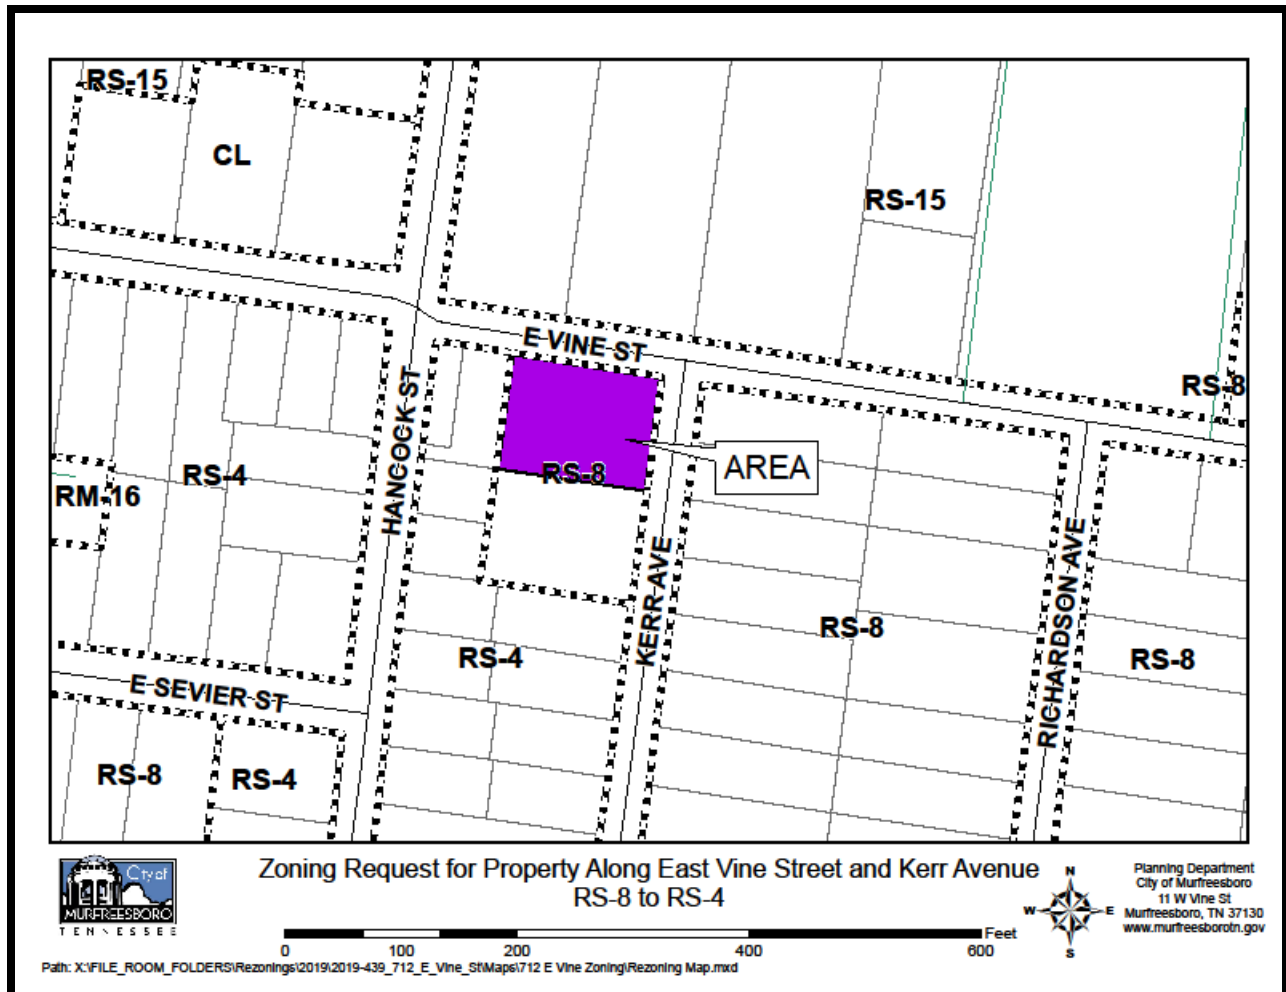 RS-15
CL
RS-15
E VINE ST
RS-8
HANCOCK ST
RS-8
AREA
RS-4
RM-16
KERR AVE
RICHARDSON AVE
RS-8
RS-4
RS-8
E SEVIER ST
RS-8
RS-4
City of
MURFREESBORO
TENNESSEE
Zoning Request for Property Along East Vine Street and Kerr Avenue
RS-8 to RS-4
0 100 200 400 600
Feet
N
W E
S
Planning Department
City of Murfreesboro
11 W Vine St
Murfreesboro, TN 37130
www.murfreesborotn.gov
Path: X:\FILE_ROOM_FOLDERS\Rezonings\2019\2019-439_712_E_Vine_St\Maps\712 E Vine Zoning\Rezoning Map.mxd